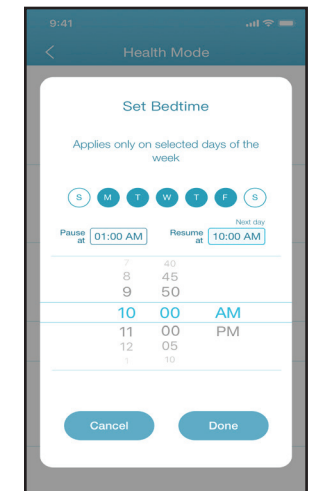 9:41
Health Mode
Set Bedtime
Applies only on selected days of the
week
S M T W T F S
Next day
Pause at 01:00 AM Resume at 10:00 AM
7 40
8 45
9 50
10 00 AM
11 00 PM
12 05
1 10
Cancel Done